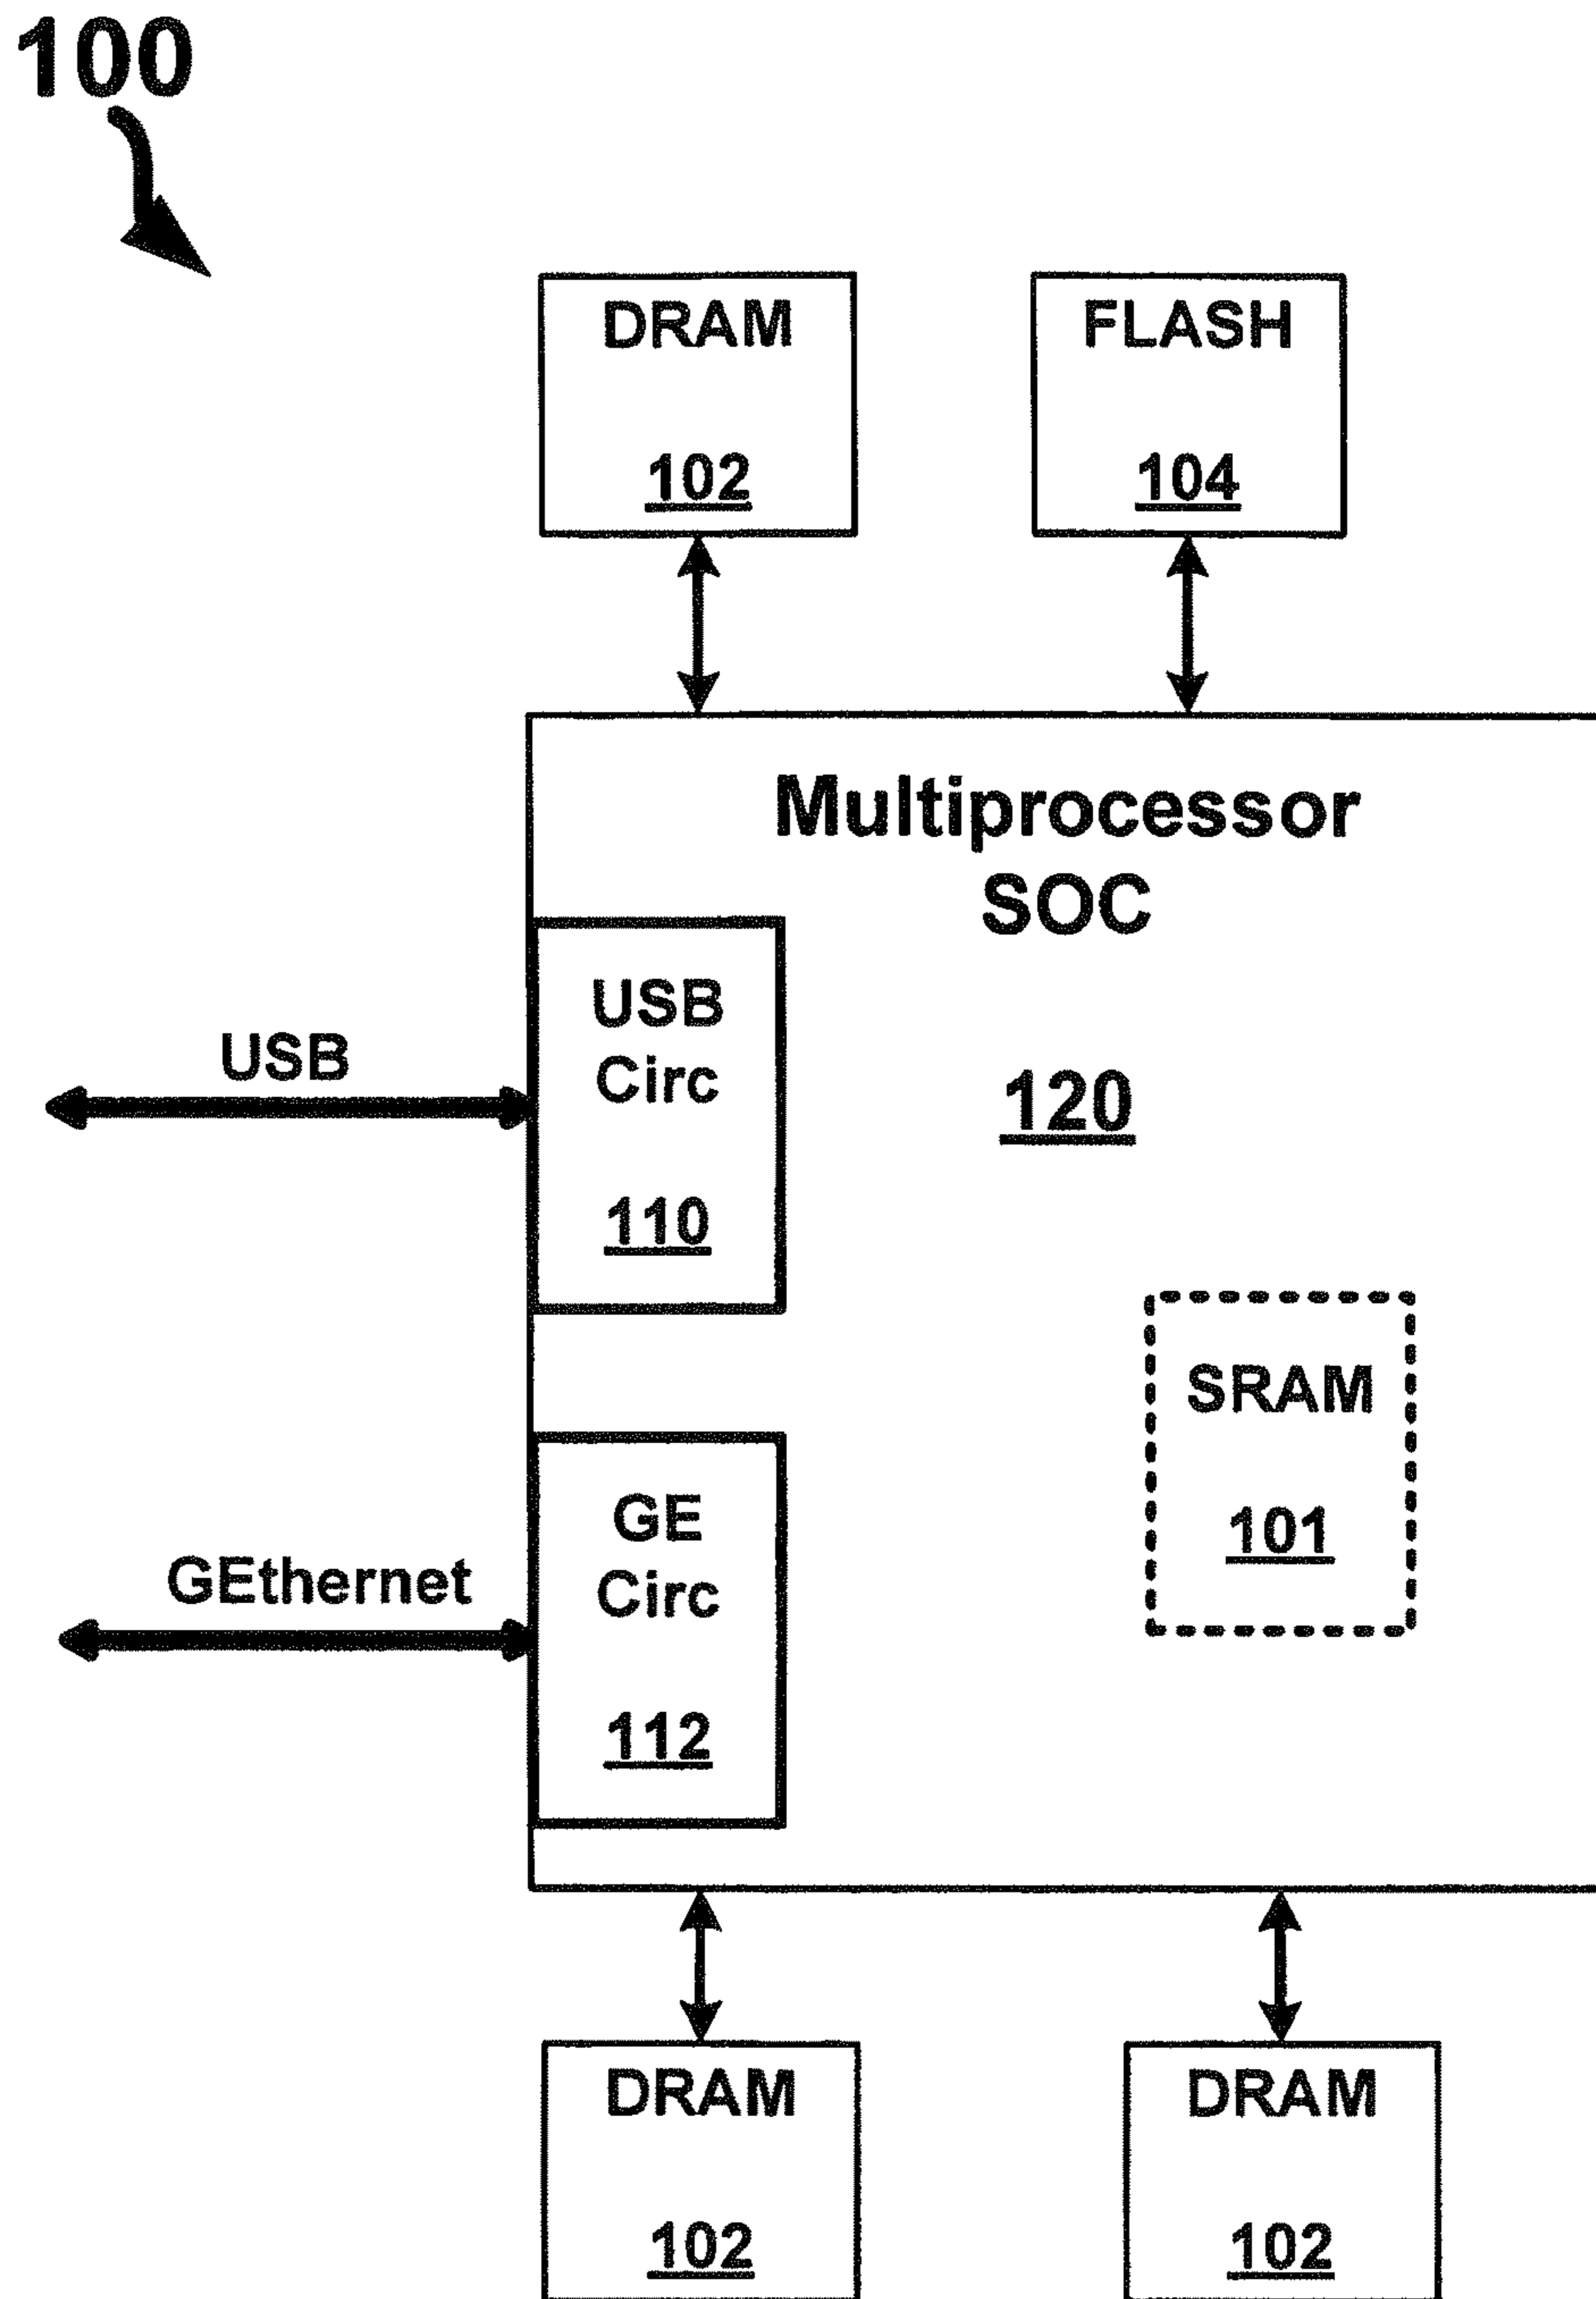 100
DRAM
102
FLASH
104
Multiprocessor
SOC
120
USB
USB
Circ
110
SRAM
101
GEthernet
GE
Circ
112
DRAM
102
DRAM
102